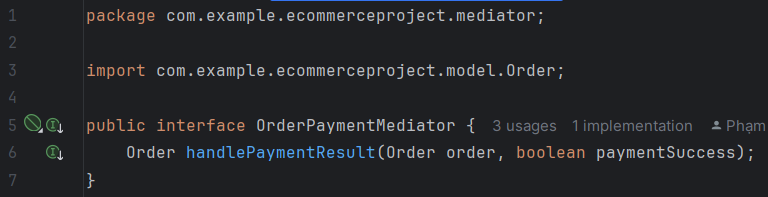 1 package com.example.ecommerceproject.mediator;
2
3 import com.example.ecommerceproject.model.Order;
4
5 public interface OrderPaymentMediator { 3 usages 1 implementation Phạm
6 Order handlePaymentResult(Order order, boolean paymentSuccess);
7 }